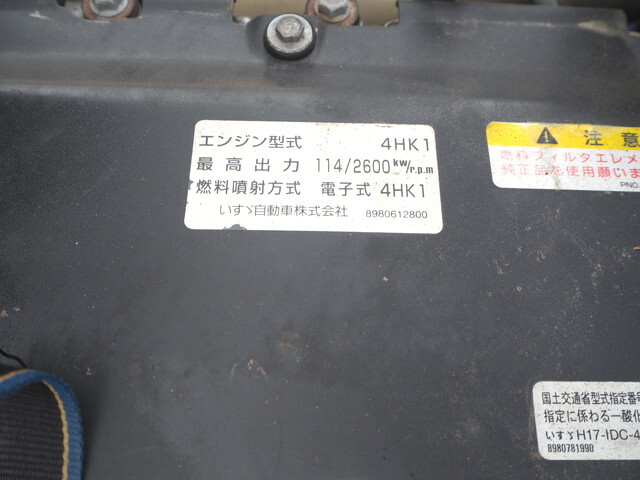 エンジン型式 4HK1
最高出力 114/2600kw/r.p.m
燃料噴射方式 電子式 4HK1
いすゞ自動車株式会社 8980612800
注意
燃料フィルタエレメ
純正品を使用願いま
PNO.
国土交通省型式指定番号
指定に係わる一酸化
いすゞH17-IDC-4
8980781990